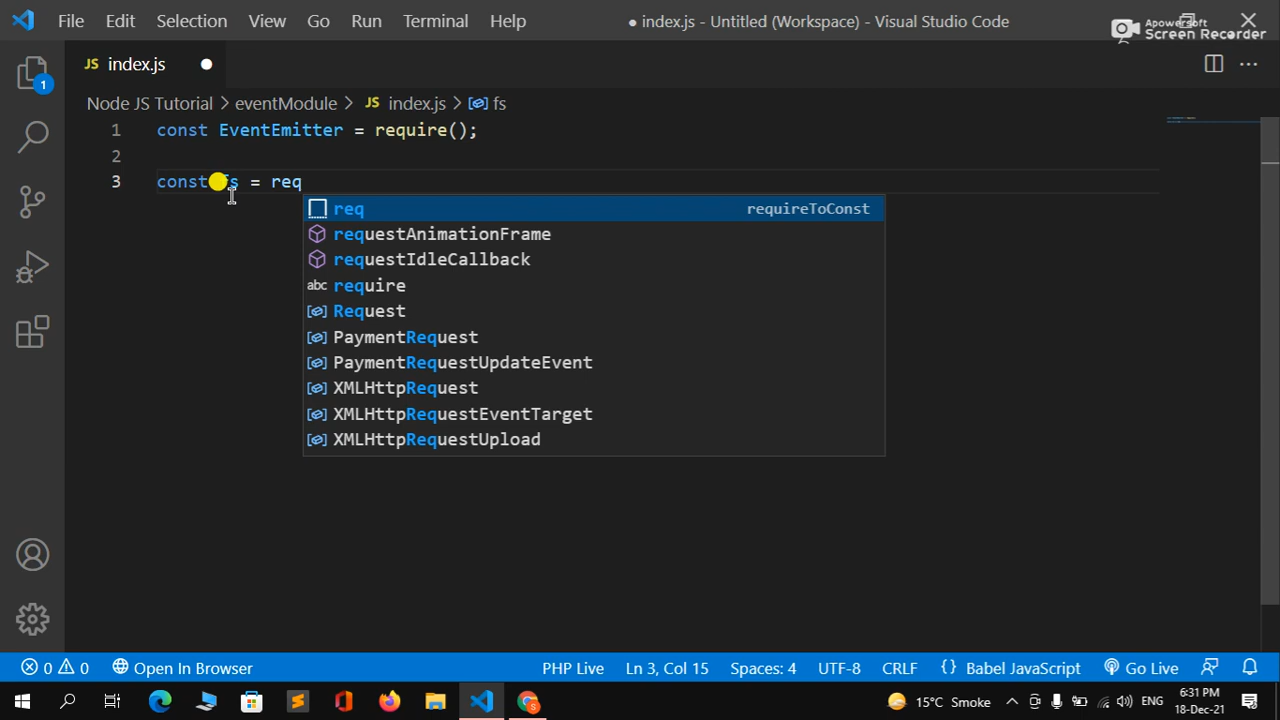 File Edit Selection View Go Run Terminal Help ● index.js - Untitled (Workspace) - Visual Studio Code
Apowersoft
Screen Recorder
JS index.js
Node JS Tutorial > eventModule > JS index.js > fs
1 const EventEmitter = require();
2
3 const fs = req
req requireToConst
requestAnimationFrame
requestIdleCallback
abc require
Request
PaymentRequest
PaymentRequestUpdateEvent
XMLHttpRequest
XMLHttpRequestEventTarget
XMLHttpRequestUpload
1
0 0 Open In Browser PHP Live Ln 3, Col 15 Spaces: 4 UTF-8 CRLF {} Babel JavaScript Go Live
15°C Smoke ENG 6:31 PM
18-Dec-21